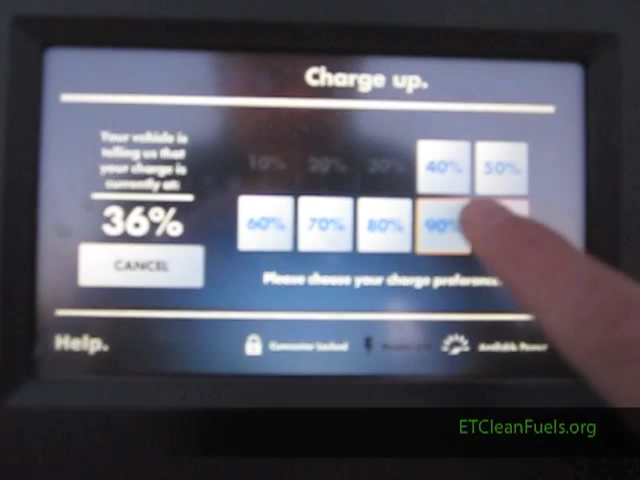 Charge up.
Your vehicle is
telling us that
your charge is
currently at:
36%
CANCEL
10% 20% 30% 40% 50%
60% 70% 80% 90%
Please choose your charge
Help.
Connector Locked
Available Power
ETCleanFuels.org